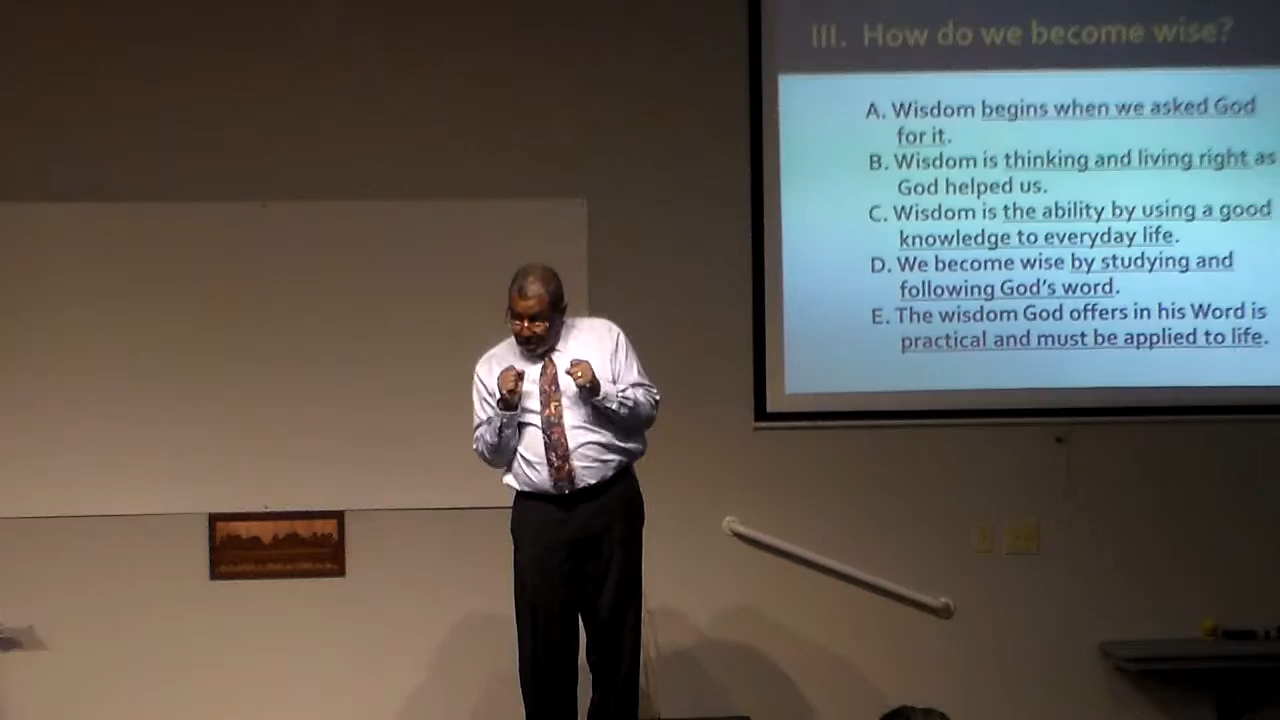 III. How do we become wise?
A. Wisdom begins when we asked God
for it.
B. Wisdom is thinking and living right as
God helped us.
C. Wisdom is the ability by using a good
knowledge to everyday life.
D. We become wise by studying and
following God's word.
E. The wisdom God offers in his Word is
practical and must be applied to life.